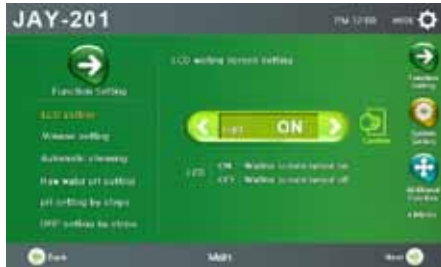 JAY-201
PM 12:00
LCD waiting screen setting
Function Setting
LCD setting
Volume setting
Automatic cleaning
Raw water pH setting
pH setting by steps
ORP setting by steps
ON
Confirm
LCD
ON : Waiting screen turned on
OFF : Waiting screen turned off
Function
Setting
System
Setting
Additional
Function
Back
Main
Next